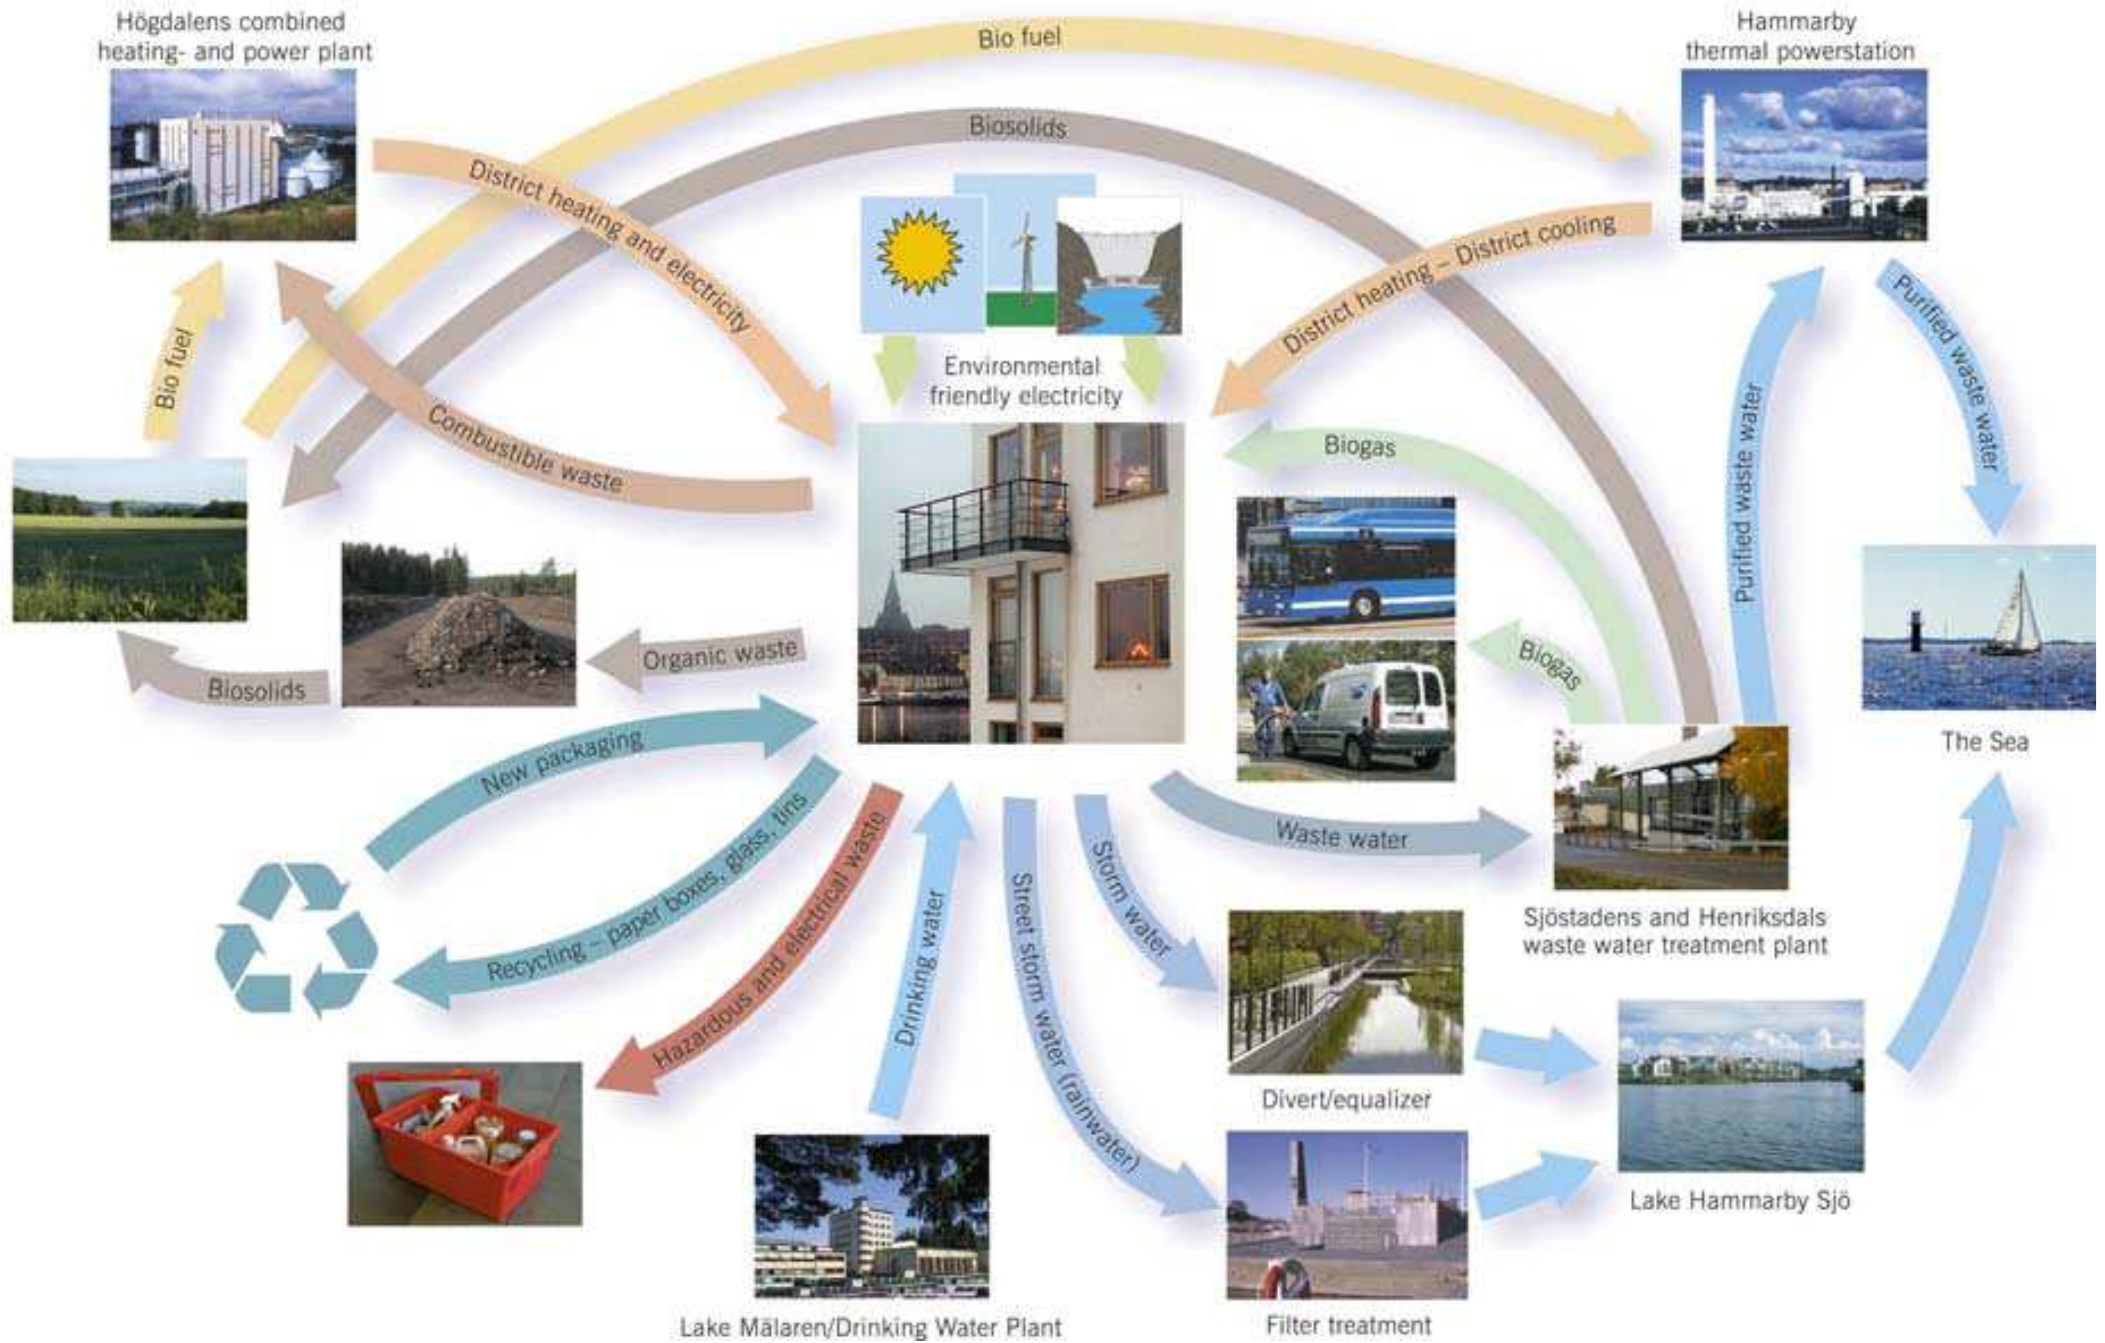 Högdalens combined
heating- and power plant
Hammarby
thermal powerstation
Bio fuel
Biosolids
District heating and electricity
District heating – District cooling
Purified waste water
Bio fuel
Environmental
friendly electricity
Combustible waste
Biogas
Purified waste water
Organic waste
Biogas
Biosolids
New packaging
The Sea
Waste water
Recycling – paper boxes, glass, tins
Hazardous and electrical waste
Drinking water
Street storm water (rainwater)
Storm water
Sjöstadens and Henriksdals
waste water treatment plant
Divert/equalizer
Lake Hammarby Sjö
Lake Mälaren/Drinking Water Plant
Filter treatment